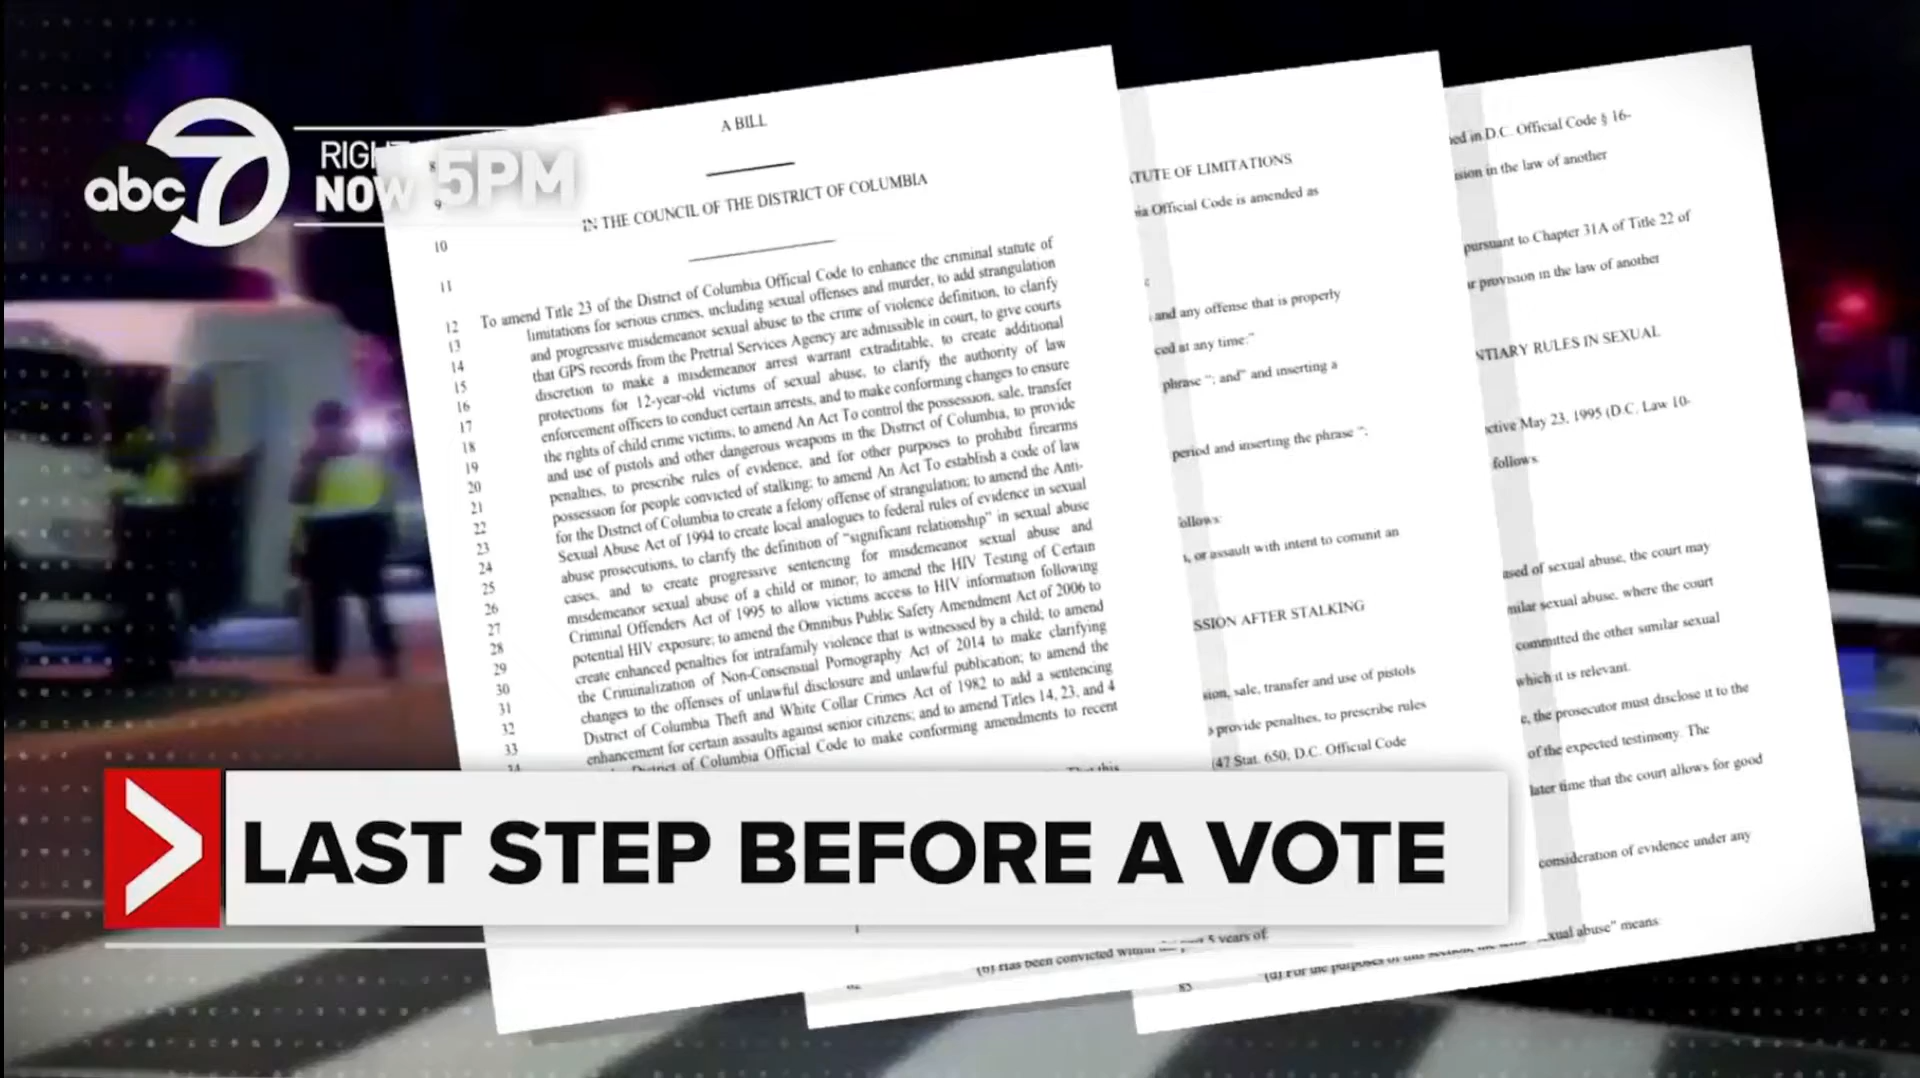 abc 7
RIGHT
NOW 5PM
A BILL
9
IN THE COUNCIL OF THE DISTRICT OF COLUMBIA
10
11
12 To amend Title 23 of the District of Columbia Official Code to enhance the criminal statute of
13 limitations for serious crimes, including sexual offenses and murder, to add strangulation
14 and progressive misdemeanor sexual abuse to the crime of violence definition, to clarify
15 that GPS records from the Pretrial Services Agency are admissible in court, to give courts
16 discretion to make a misdemeanor arrest warrant extraditable, to create additional
17 protections for 12-year-old victims of sexual abuse, to clarify the authority of law
18 enforcement officers to conduct certain arrests, and to make conforming changes to ensure
19 the rights of child crime victims; to amend An Act To control the possession, sale, transfer
20 and use of pistols and other dangerous weapons in the District of Columbia, to provide
21 penalties, to prescribe rules of evidence, and for other purposes to prohibit firearms
22 possession for people convicted of stalking; to amend An Act To establish a code of law
23 for the District of Columbia to create a felony offense of strangulation; to amend the Anti-
24 Sexual Abuse Act of 1994 to create local analogues to federal rules of evidence in sexual
25 abuse prosecutions, to clarify the definition of "significant relationship" in sexual abuse
26 cases, and to create progressive sentencing for misdemeanor sexual abuse and
27 misdemeanor sexual abuse of a child or minor; to amend the HIV Testing of Certain
28 Criminal Offenders Act of 1995 to allow victims access to HIV information following
29 potential HIV exposure; to amend the Omnibus Public Safety Amendment Act of 2006 to
30 create enhanced penalties for intrafamily violence that is witnessed by a child; to amend
31 the Criminalization of Non-Consensual Pornography Act of 2014 to make clarifying
32 changes to the offenses of unlawful disclosure and unlawful publication; to amend the
33 District of Columbia Theft and White Collar Crimes Act of 1982 to add a sentencing
34 enhancement for certain assaults against senior citizens; and to amend Titles 14, 23, and 4
District of Columbia Official Code to make conforming amendments to recent
TUTE OF LIMITATIONS
Official Code is amended as
and any offense that is properly
ced at any time;"
phrase "; and" and inserting a
period and inserting the phrase ";
ollows:
, or assault with intent to commit an
SSION AFTER STALKING
sion, sale, transfer and use of pistols
provide penalties, to prescribe rules
(47 Stat. 650; D.C. Official Code
(b) Has been convicted within the past 5 years of:
ed in D.C. Official Code § 16-
ision in the law of another
pursuant to Chapter 31A of Title 22 of
r provision in the law of another
NTIARY RULES IN SEXUAL
ctive May 23, 1995 (D.C. Law 10-
follows:
used of sexual abuse, the court may
milar sexual abuse, where the court
committed the other similar sexual
which it is relevant.
e, the prosecutor must disclose it to the
of the expected testimony. The
later time that the court allows for good
consideration of evidence under any
83 (d) For the purposes of this section, the xual abuse" means:
LAST STEP BEFORE A VOTE